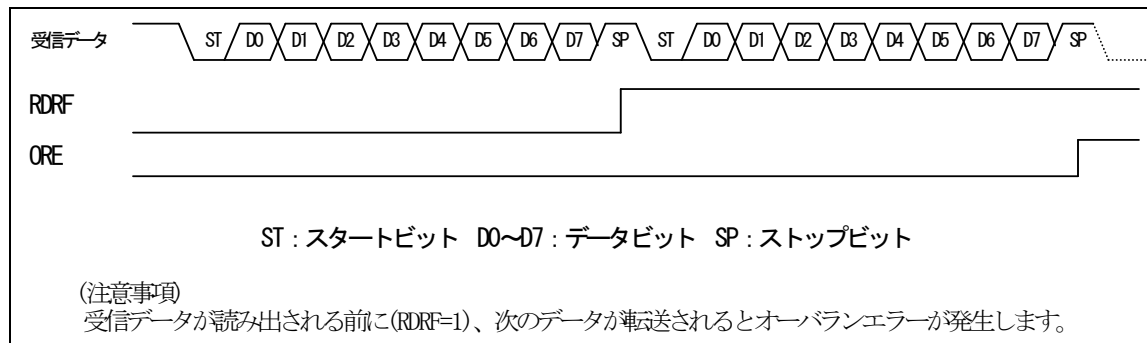 受信データ ST D0 D1 D2 D3 D4 D5 D6 D7 SP ST D0 D1 D2 D3 D4 D5 D6 D7 SP
RDRF
ORE
ST：スタートビット D0～D7：データビット SP：ストップビット
(注意事項)
受信データが読み出される前に(RDRF=1)、次のデータが転送されるとオーバランエラーが発生します。